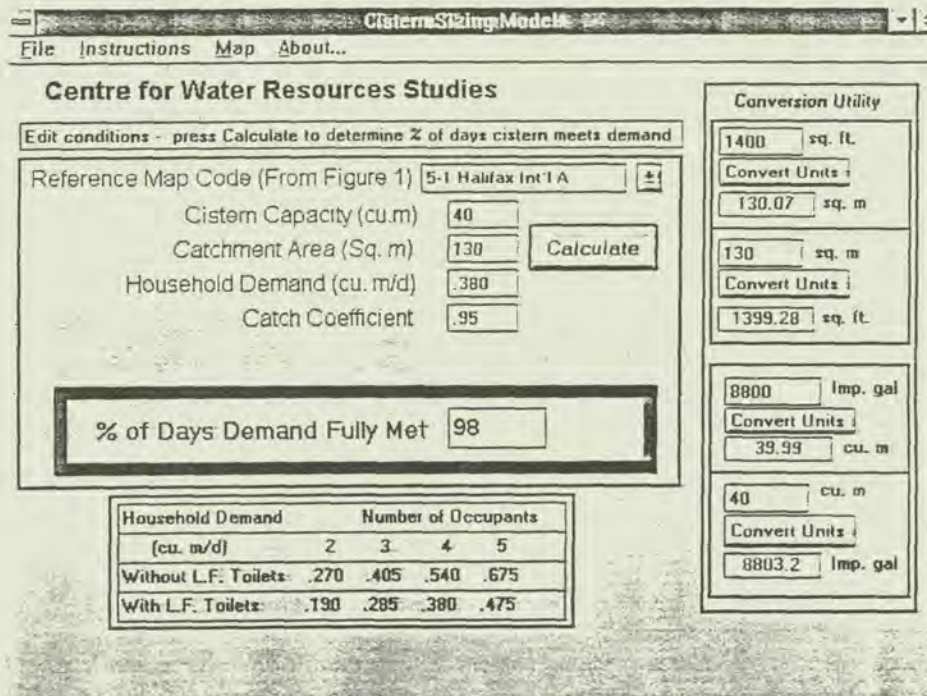 Cistern Sizing Model
File Instructions Map About...
Centre for Water Resources Studies
Edit conditions - press Calculate to determine % of days cistern meets demand
Reference Map Code (From Figure 1) 5-1 Halifax Int'l A
Cistern Capacity (cu.m) 40
Catchment Area (Sq. m) 130
Calculate
Household Demand (cu. m/d) .380
Catch Coefficient .95
% of Days Demand Fully Met 98
Household Demand Number of Occupants
(cu. m/d) 2 3 4 5
Without L.F. Toilets .270 .405 .540 .675
With L.F. Toilets .190 .285 .380 .475
Conversion Utility
1400 sq. ft.
Convert Units
130.07 sq. m
130 sq. m
Convert Units
1399.28 sq. ft.
8800 Imp. gal
Convert Units
39.99 cu. m
40 cu. m
Convert Units
8803.2 Imp. gal